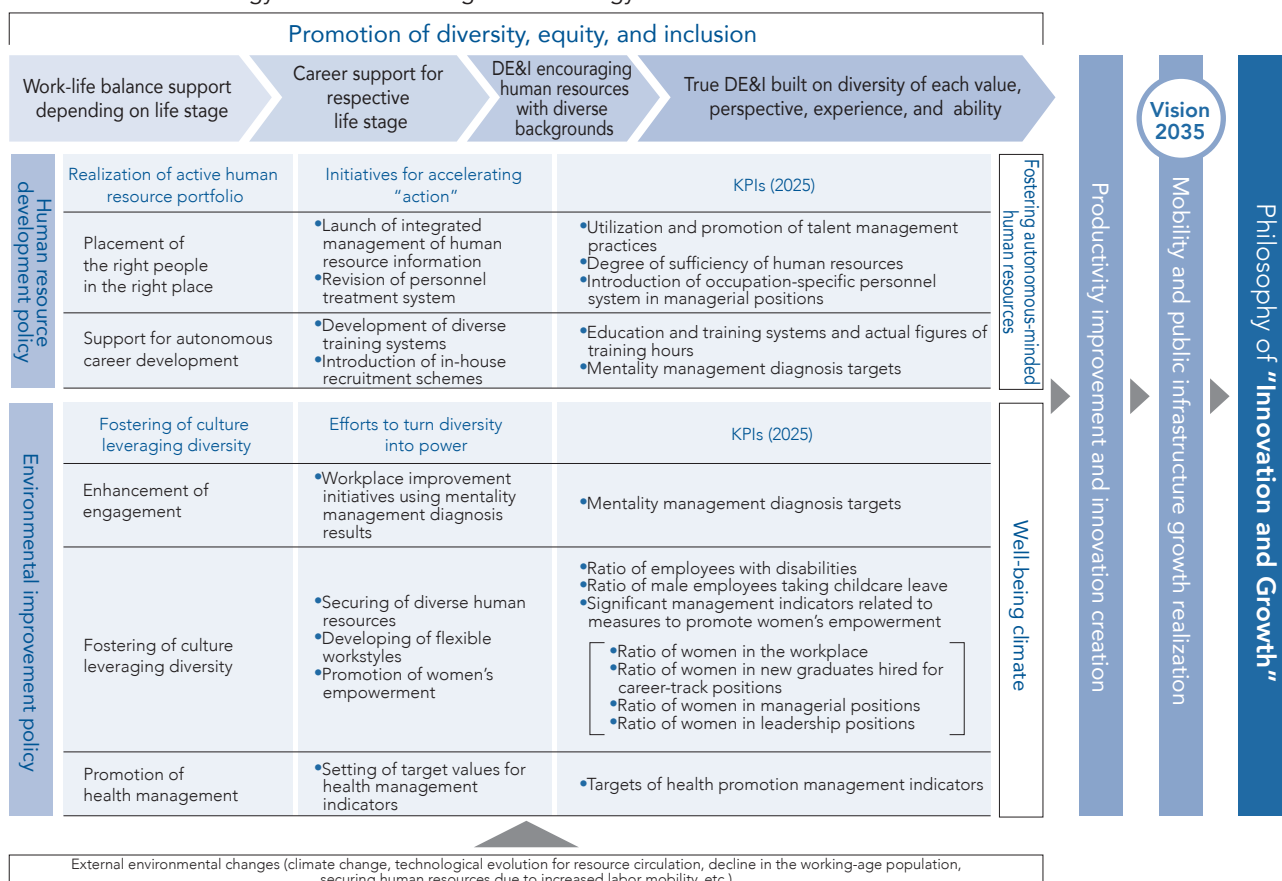 Promotion of diversity, equity, and inclusion
Work-life balance support
depending on life stage
Career support for
respective
life stage
DE&I encouraging
human resources
with diverse
backgrounds
True DE&I built on diversity of each value,
perspective, experience, and ability
Human resource
development policy
Realization of active human
resource portfolio
Initiatives for accelerating
“action”
KPIs (2025)
Placement of
the right people
in the right place
•Launch of integrated
management of human
resource information
•Revision of personnel
treatment system
•Utilization and promotion of talent management
practices
•Degree of sufficiency of human resources
•Introduction of occupation-specific personnel
system in managerial positions
Support for autonomous
career development
•Development of diverse
training systems
•Introduction of in-house
recruitment schemes
•Education and training systems and actual figures of
training hours
•Mentality management diagnosis targets
Fostering autonomous-minded
human resources
Environmental improvement policy
Fostering of culture
leveraging diversity
Efforts to turn diversity
into power
KPIs (2025)
Enhancement of
engagement
•Workplace improvement
initiatives using mentality
management diagnosis
results
•Mentality management diagnosis targets
Fostering of culture
leveraging diversity
•Securing of diverse human
resources
•Developing of flexible
workstyles
•Promotion of women’s
empowerment
•Ratio of employees with disabilities
•Ratio of male employees taking childcare leave
•Significant management indicators related to
measures to promote women’s empowerment
•Ratio of women in the workplace
•Ratio of women in new graduates hired for
career-track positions
•Ratio of women in managerial positions
•Ratio of women in leadership positions
Promotion of
health management
•Setting of target values for
health management
indicators
•Targets of health promotion management indicators
Well-being climate
Productivity improvement and innovation creation
Vision
2035
Mobility and public infrastructure growth realization
Philosophy of “Innovation and Growth”
External environmental changes (climate change, technological evolution for resource circulation, decline in the working-age population,
securing human resources due to increased labor mobility, etc.)